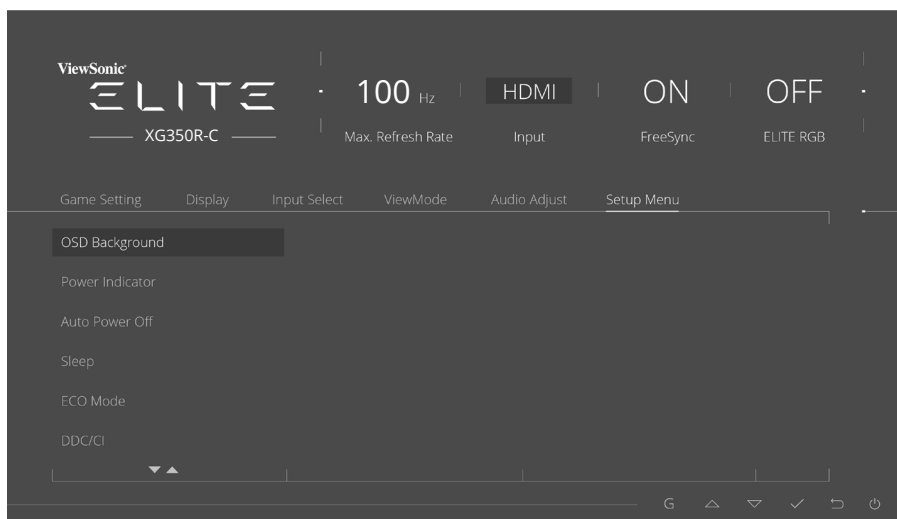 ViewSonic
ELITE
XG350R-C
100 Hz
Max. Refresh Rate
HDMI
Input
ON
FreeSync
OFF
ELITE RGB
Game Setting Display Input Select ViewMode Audio Adjust Setup Menu
OSD Background
Power Indicator
Auto Power Off
Sleep
ECO Mode
DDC/CI
G